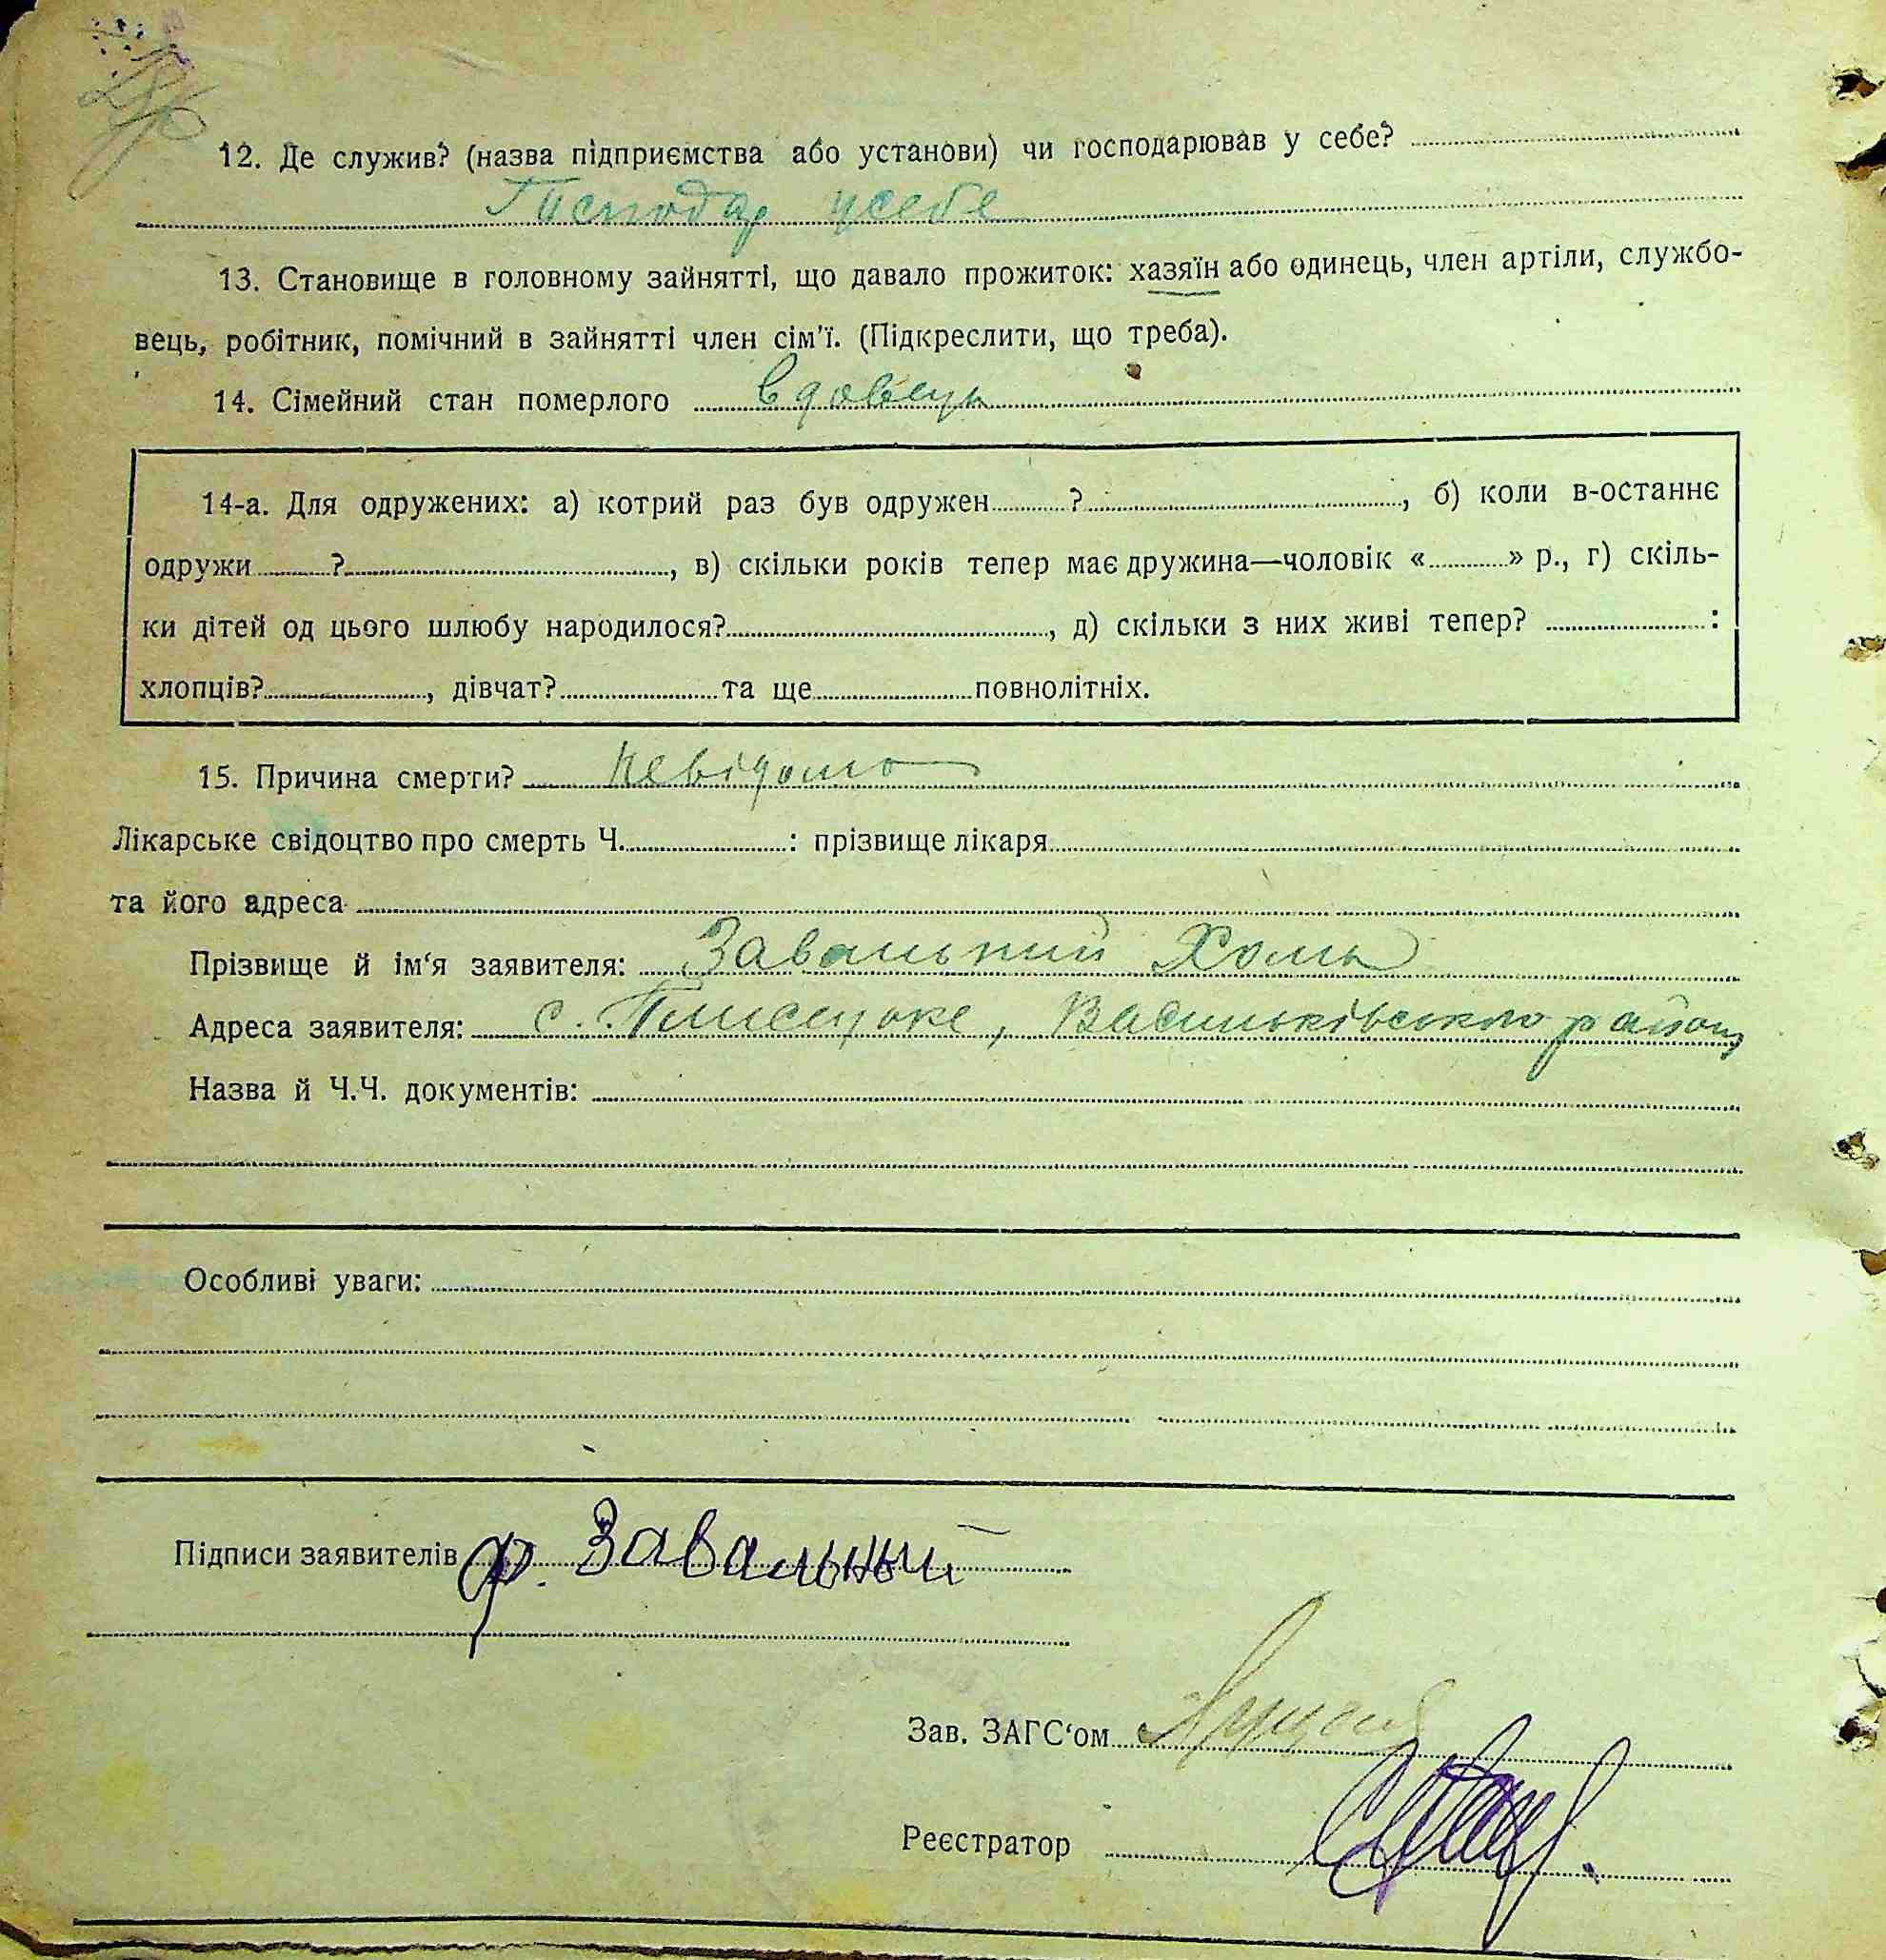 12. Де служив? (назва підприємства або установи) чи господарював у себе?
Господар у себе
13. Становище в головному зайнятті, що давало прожиток: хазяїн або одинець, член артіли, службо-
вець, робітник, помічний в зайнятті член сім'ї. (Підкреслити, що треба).
14. Сімейний стан померлого вдовець
14-а. Для одружених: а) котрий раз був одружен ? , б) коли в-останнє
одружи ? , в) скільки років тепер має дружина—чоловік « » р., г) скіль-
ки дітей од цього шлюбу народилося? , д) скільки з них живі тепер? :
хлопців? , дівчат? та ще повнолітніх.
15. Причина смерти? невідомо
Лікарське свідоцтво про смерть Ч. : прізвище лікаря
та його адреса
Прізвище й ім'я заявителя: Завальний Хома
Адреса заявителя: с. Плисецьке, Васильківського району
Назва й Ч.Ч. документів:
Особливі уваги:
Підписи заявителів Ф. Завальный
Зав. ЗАГС'ом
Реєстратор